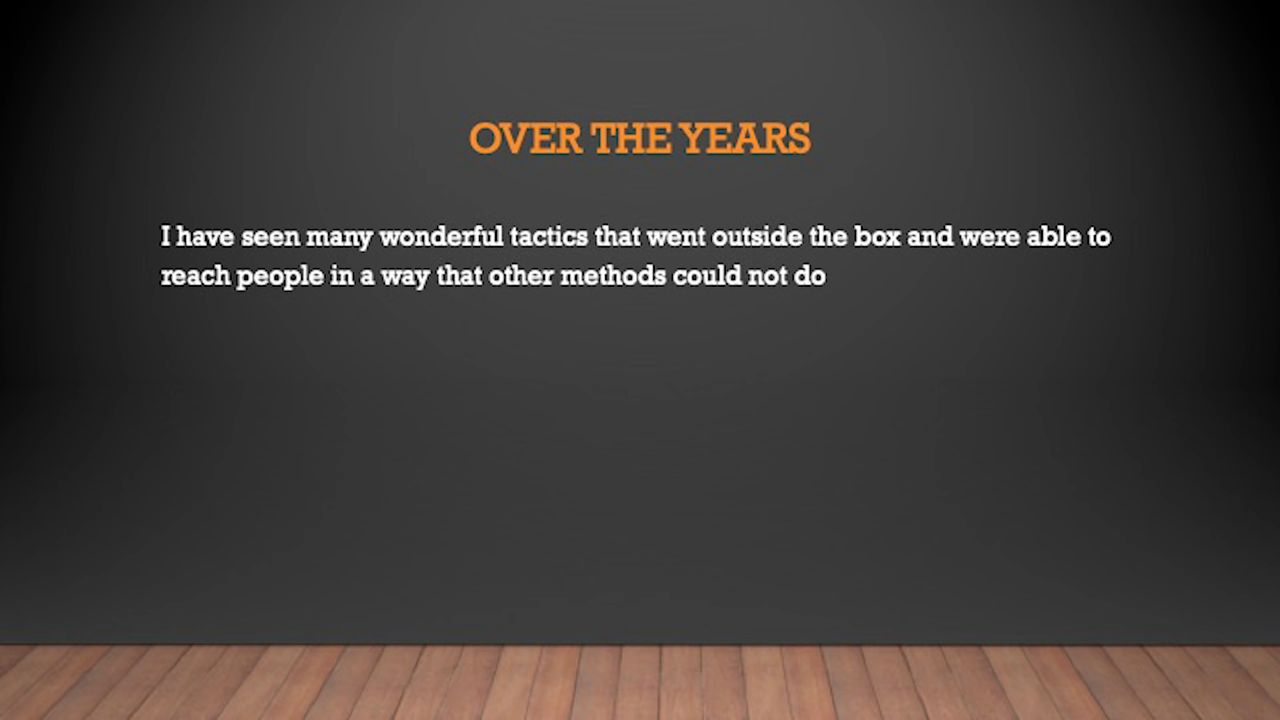 OVER THE YEARS
I have seen many wonderful tactics that went outside the box and were able to
reach people in a way that other methods could not do